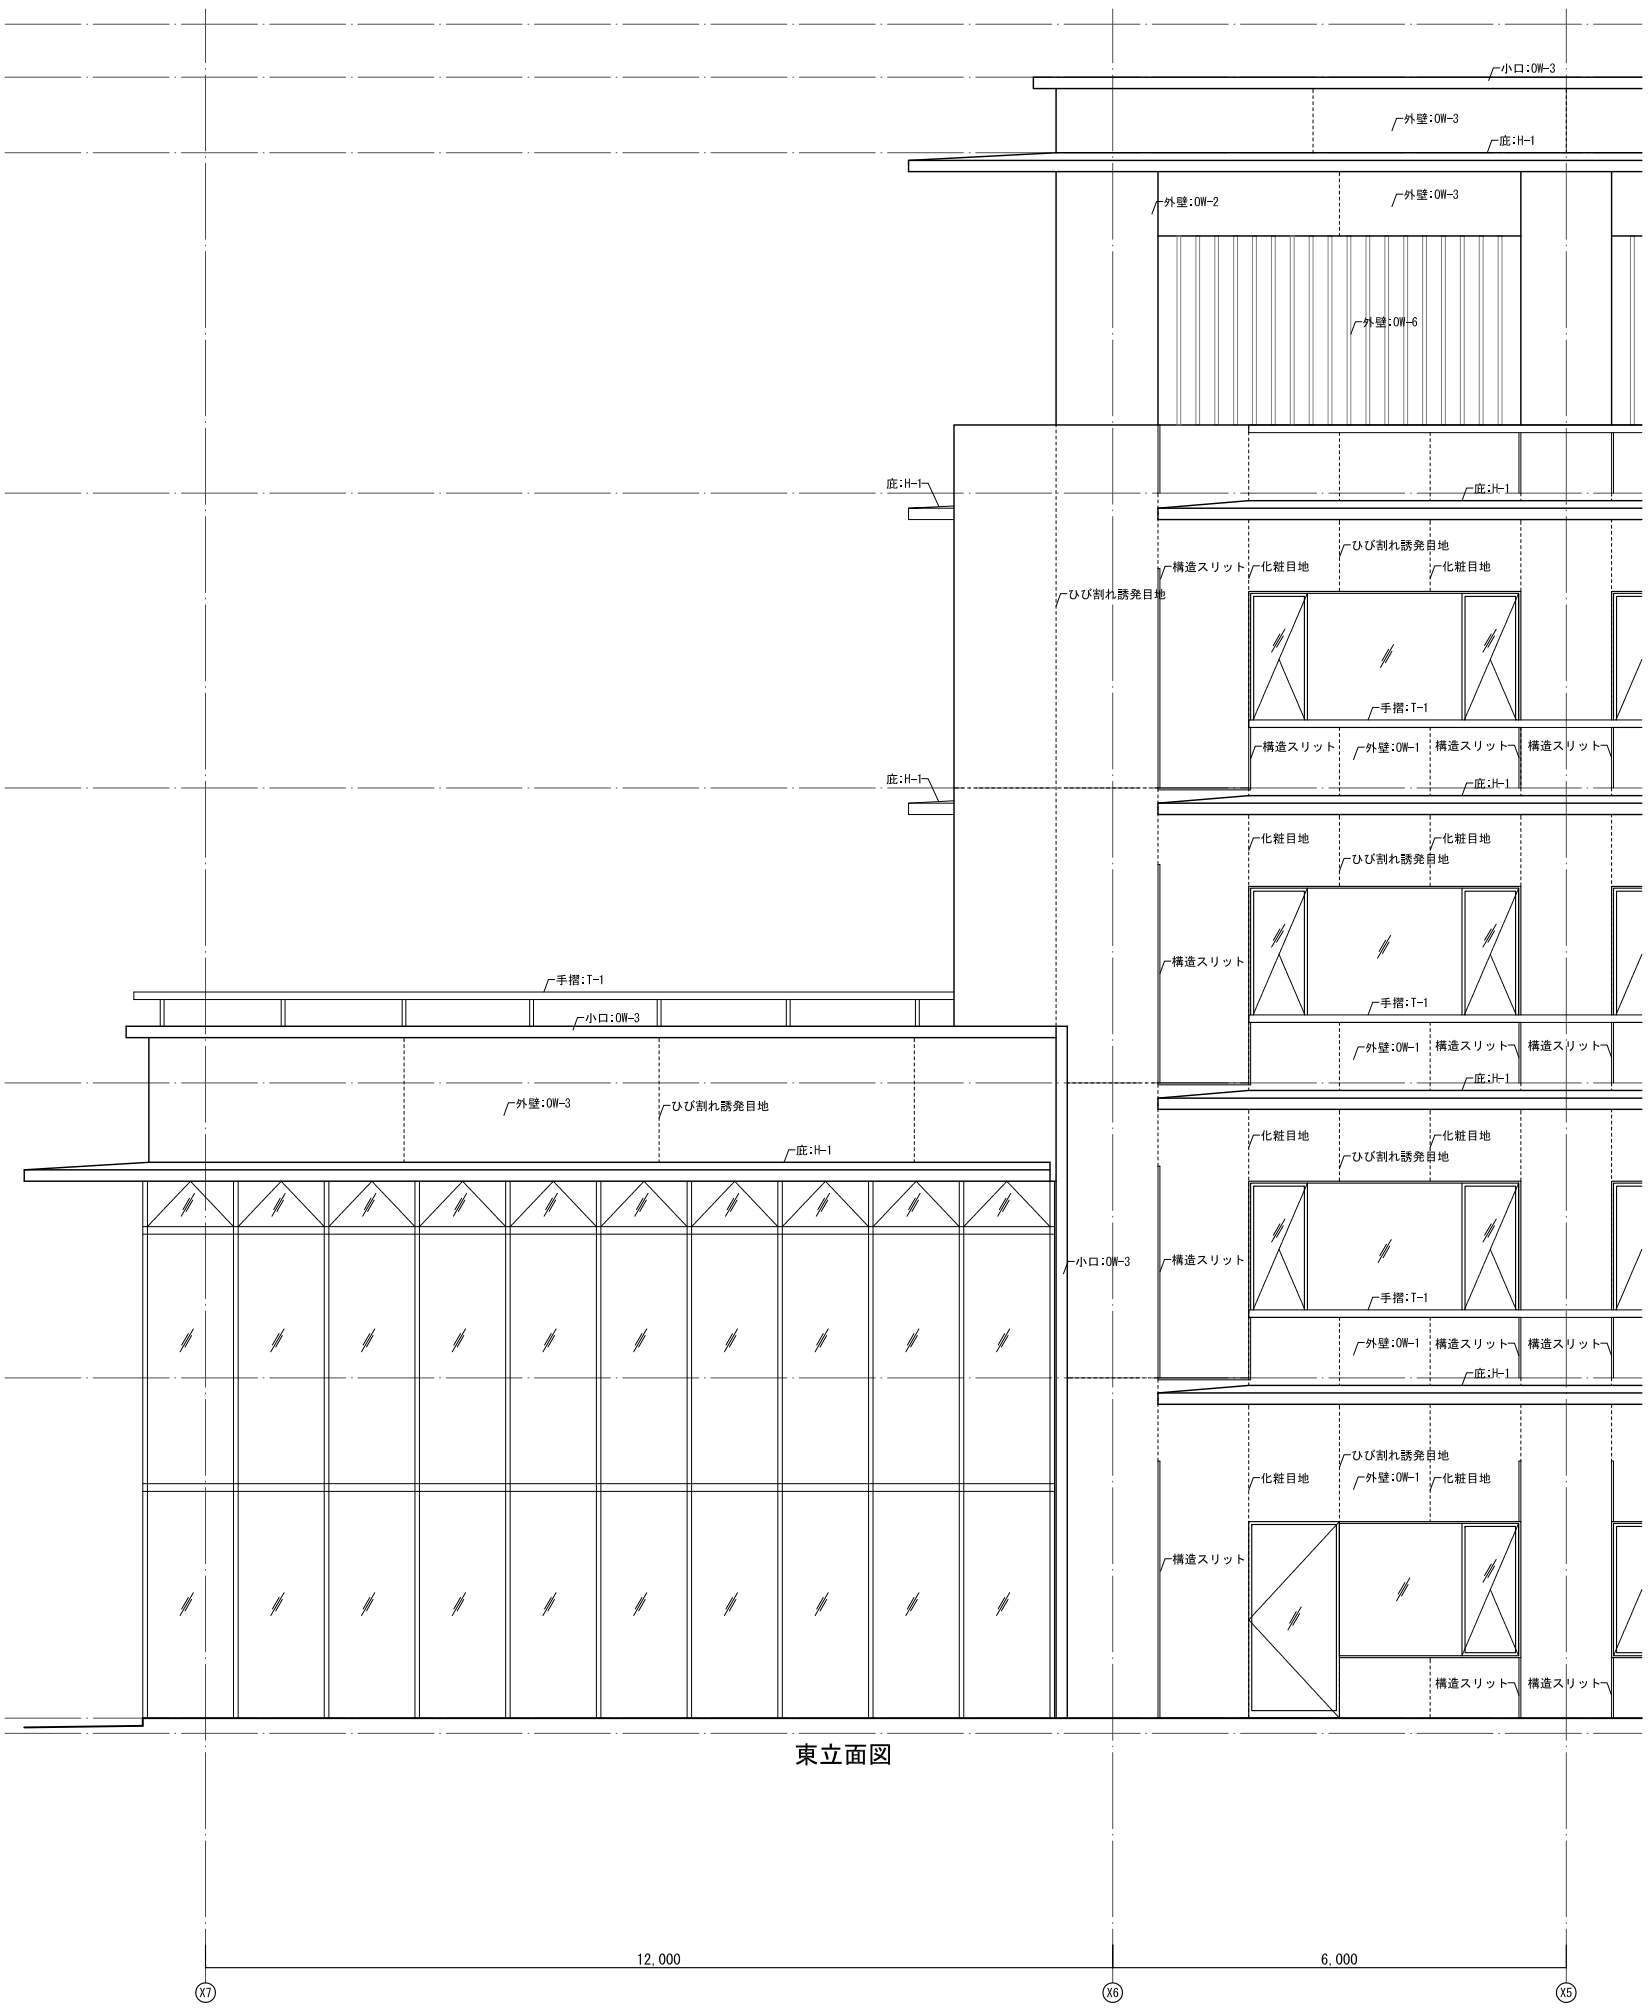 小口:OW-3
外壁:OW-3
庇:H-1
外壁:OW-2
外壁:OW-3
外壁:OW-6
庇:H-1
庇:H-1
ひび割れ誘発目地
構造スリット
化粧目地
化粧目地
ひび割れ誘発目地
手摺:T-1
構造スリット
外壁:OW-1
構造スリット
構造スリット
庇:H-1
庇:H-1
化粧目地
化粧目地
ひび割れ誘発目地
構造スリット
手摺:T-1
手摺:T-1
小口:OW-3
外壁:OW-1
構造スリット
構造スリット
庇:H-1
外壁:OW-3
ひび割れ誘発目地
庇:H-1
化粧目地
化粧目地
ひび割れ誘発目地
小口:OW-3
構造スリット
手摺:T-1
外壁:OW-1
構造スリット
構造スリット
庇:H-1
ひび割れ誘発目地
化粧目地
外壁:OW-1
化粧目地
構造スリット
構造スリット
構造スリット
東立面図
12,000
6,000
X7
X6
X5